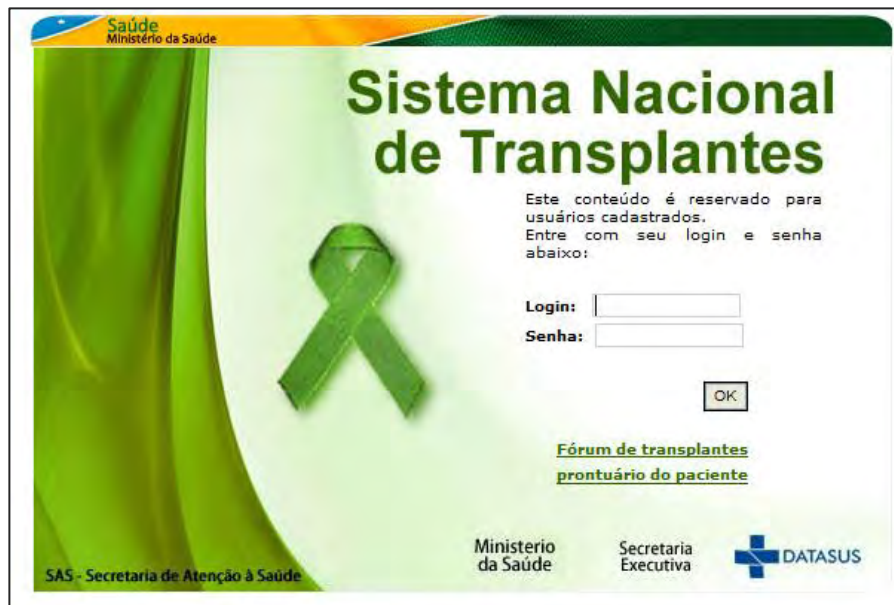 Saúde
Ministério da Saúde
Sistema Nacional
de Transplantes
Este conteúdo é reservado para
usuários cadastrados.
Entre com seu login e senha
abaixo:
Login:
Senha:
OK
Fórum de transplantes
prontuário do paciente
Ministerio
da Saúde
Secretaria
Executiva
DATASUS
SAS - Secretaria de Atenção à Saúde